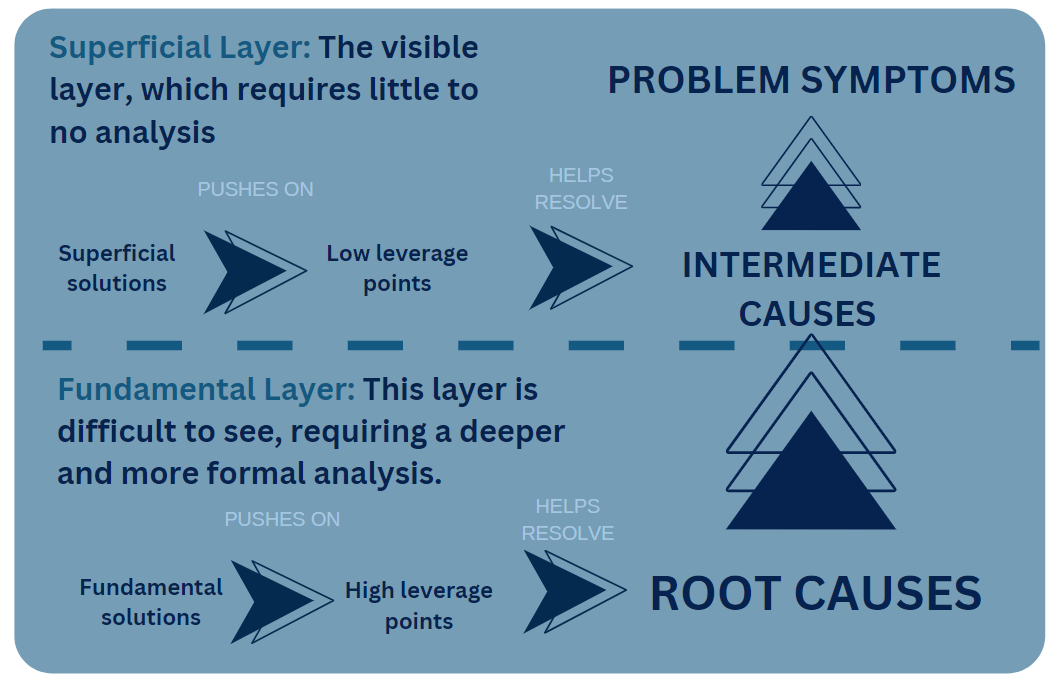 Superficial Layer: The visible
layer, which requires little to
no analysis
PROBLEM SYMPTOMS
PUSHES ON
HELPS
RESOLVE
Superficial
solutions
Low leverage
points
INTERMEDIATE
CAUSES
Fundamental Layer: This layer is
difficult to see, requiring a deeper
and more formal analysis.
PUSHES ON
HELPS
RESOLVE
Fundamental
solutions
High leverage
points
ROOT CAUSES